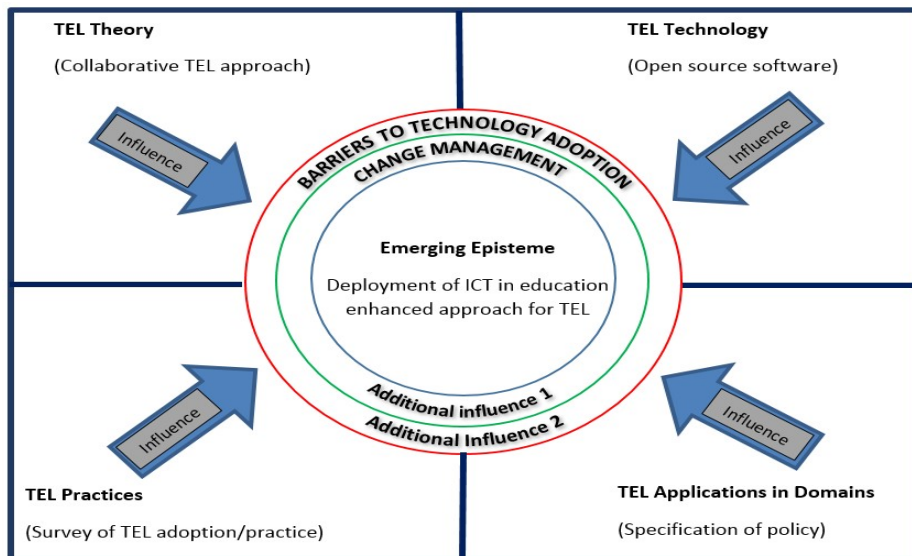 TEL Theory
(Collaborative TEL approach)
TEL Technology
(Open source software)
Influence
Influence
BARRIERS TO TECHNOLOGY ADOPTION
CHANGE MANAGEMENT
Emerging Episteme
Deployment of ICT in education
enhanced approach for TEL
Additional influence 1
Additional Influence 2
Influence
Influence
TEL Practices
(Survey of TEL adoption/practice)
TEL Applications in Domains
(Specification of policy)